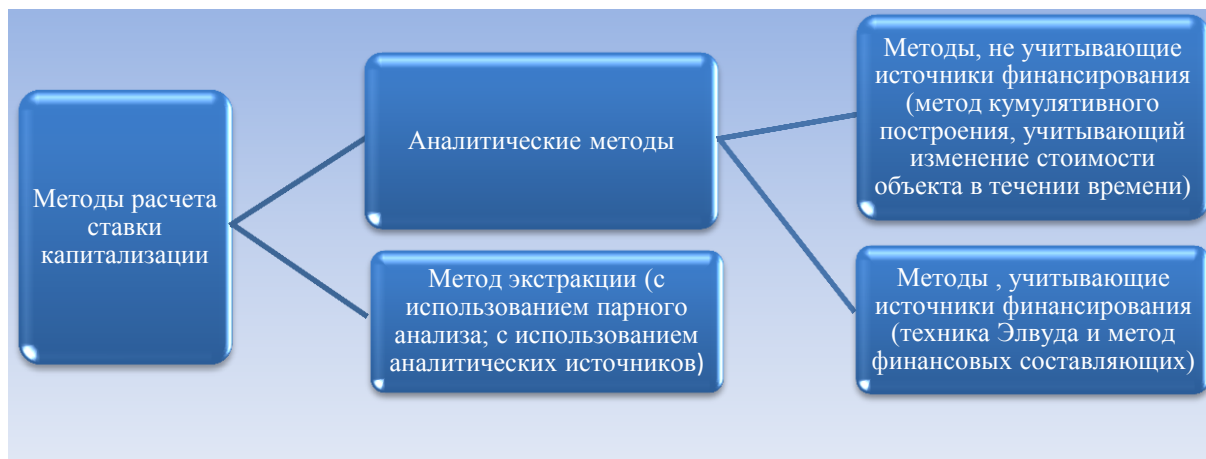 Методы расчета
ставки
капитализации
Аналитические методы
Метод экстракции (с
использованием парного
анализа; с использованием
аналитических источников)
Методы, не учитывающие
источники финансирования
(метод кумулятивного
построения, учитывающий
изменение стоимости
объекта в течении времени)
Методы , учитывающие
источники финансирования
(техника Элвуда и метод
финансовых составляющих)